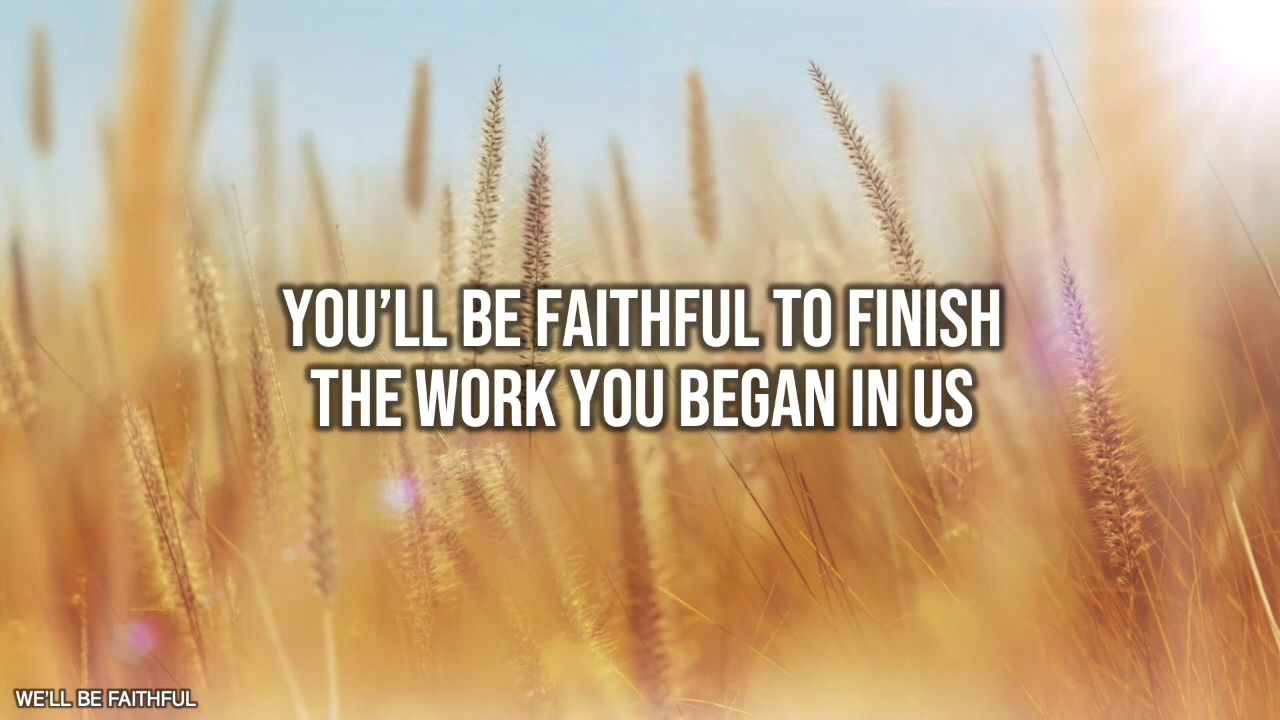 YOU'LL BE FAITHFUL TO FINISH
THE WORK YOU BEGAN IN US
WE'LL BE FAITHFUL